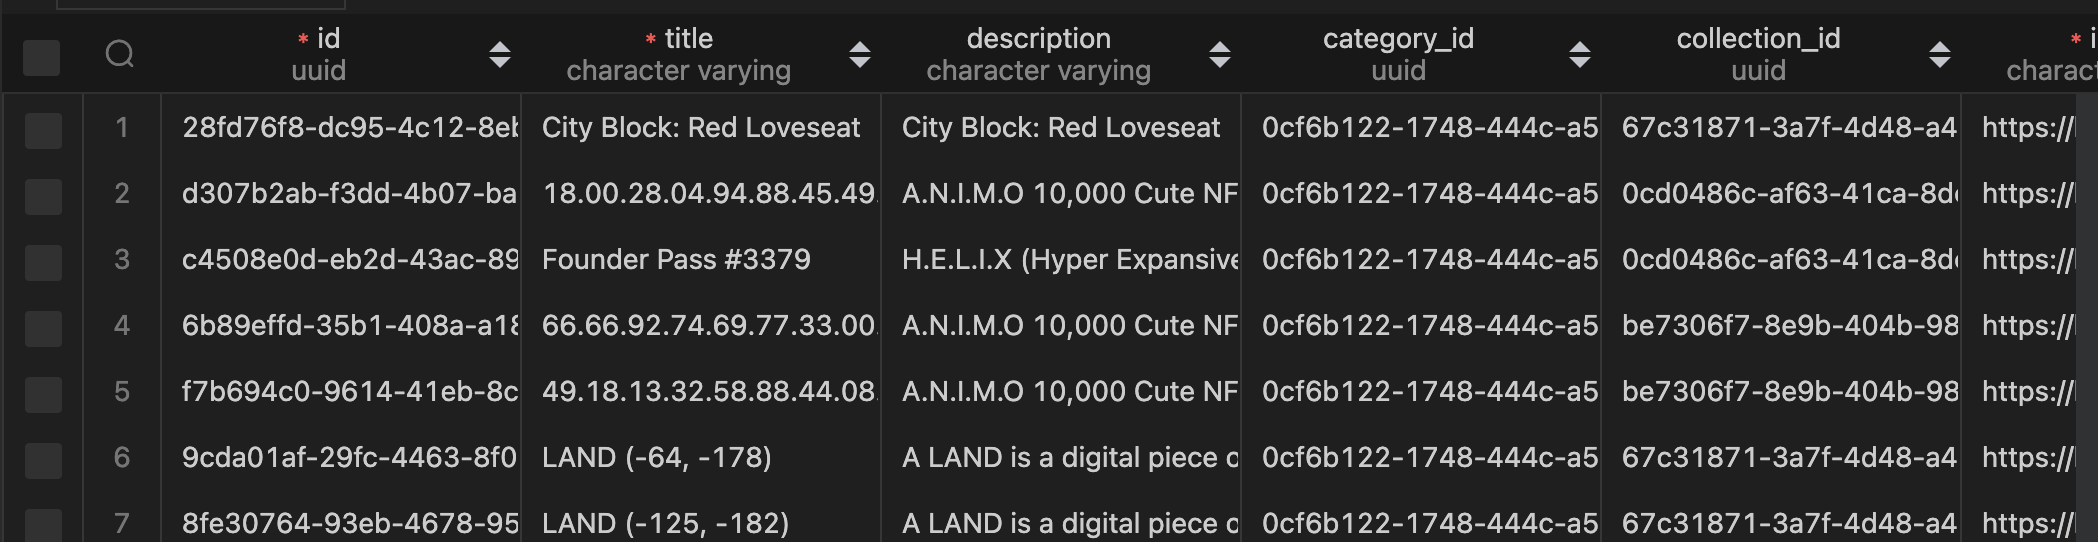 * id
uuid
* title
character varying
description
character varying
category_id
uuid
collection_id
uuid
* i
charact
1 28fd76f8-dc95-4c12-8eb City Block: Red Loveseat City Block: Red Loveseat 0cf6b122-1748-444c-a5 67c31871-3a7f-4d48-a4 https://
2 d307b2ab-f3dd-4b07-ba 18.00.28.04.94.88.45.49. A.N.I.M.O 10,000 Cute NF 0cf6b122-1748-444c-a5 0cd0486c-af63-41ca-8d https://
3 c4508e0d-eb2d-43ac-89 Founder Pass #3379 H.E.L.I.X (Hyper Expansive 0cf6b122-1748-444c-a5 0cd0486c-af63-41ca-8d https://
4 6b89effd-35b1-408a-a18 66.66.92.74.69.77.33.00. A.N.I.M.O 10,000 Cute NF 0cf6b122-1748-444c-a5 be7306f7-8e9b-404b-98 https://
5 f7b694c0-9614-41eb-8c 49.18.13.32.58.88.44.08. A.N.I.M.O 10,000 Cute NF 0cf6b122-1748-444c-a5 be7306f7-8e9b-404b-98 https://
6 9cda01af-29fc-4463-8f0 LAND (-64, -178) A LAND is a digital piece o 0cf6b122-1748-444c-a5 67c31871-3a7f-4d48-a4 https://
7 8fe30764-93eb-4678-95 LAND (-125, -182) A LAND is a digital piece o 0cf6b122-1748-444c-a5 67c31871-3a7f-4d48-a4 https://